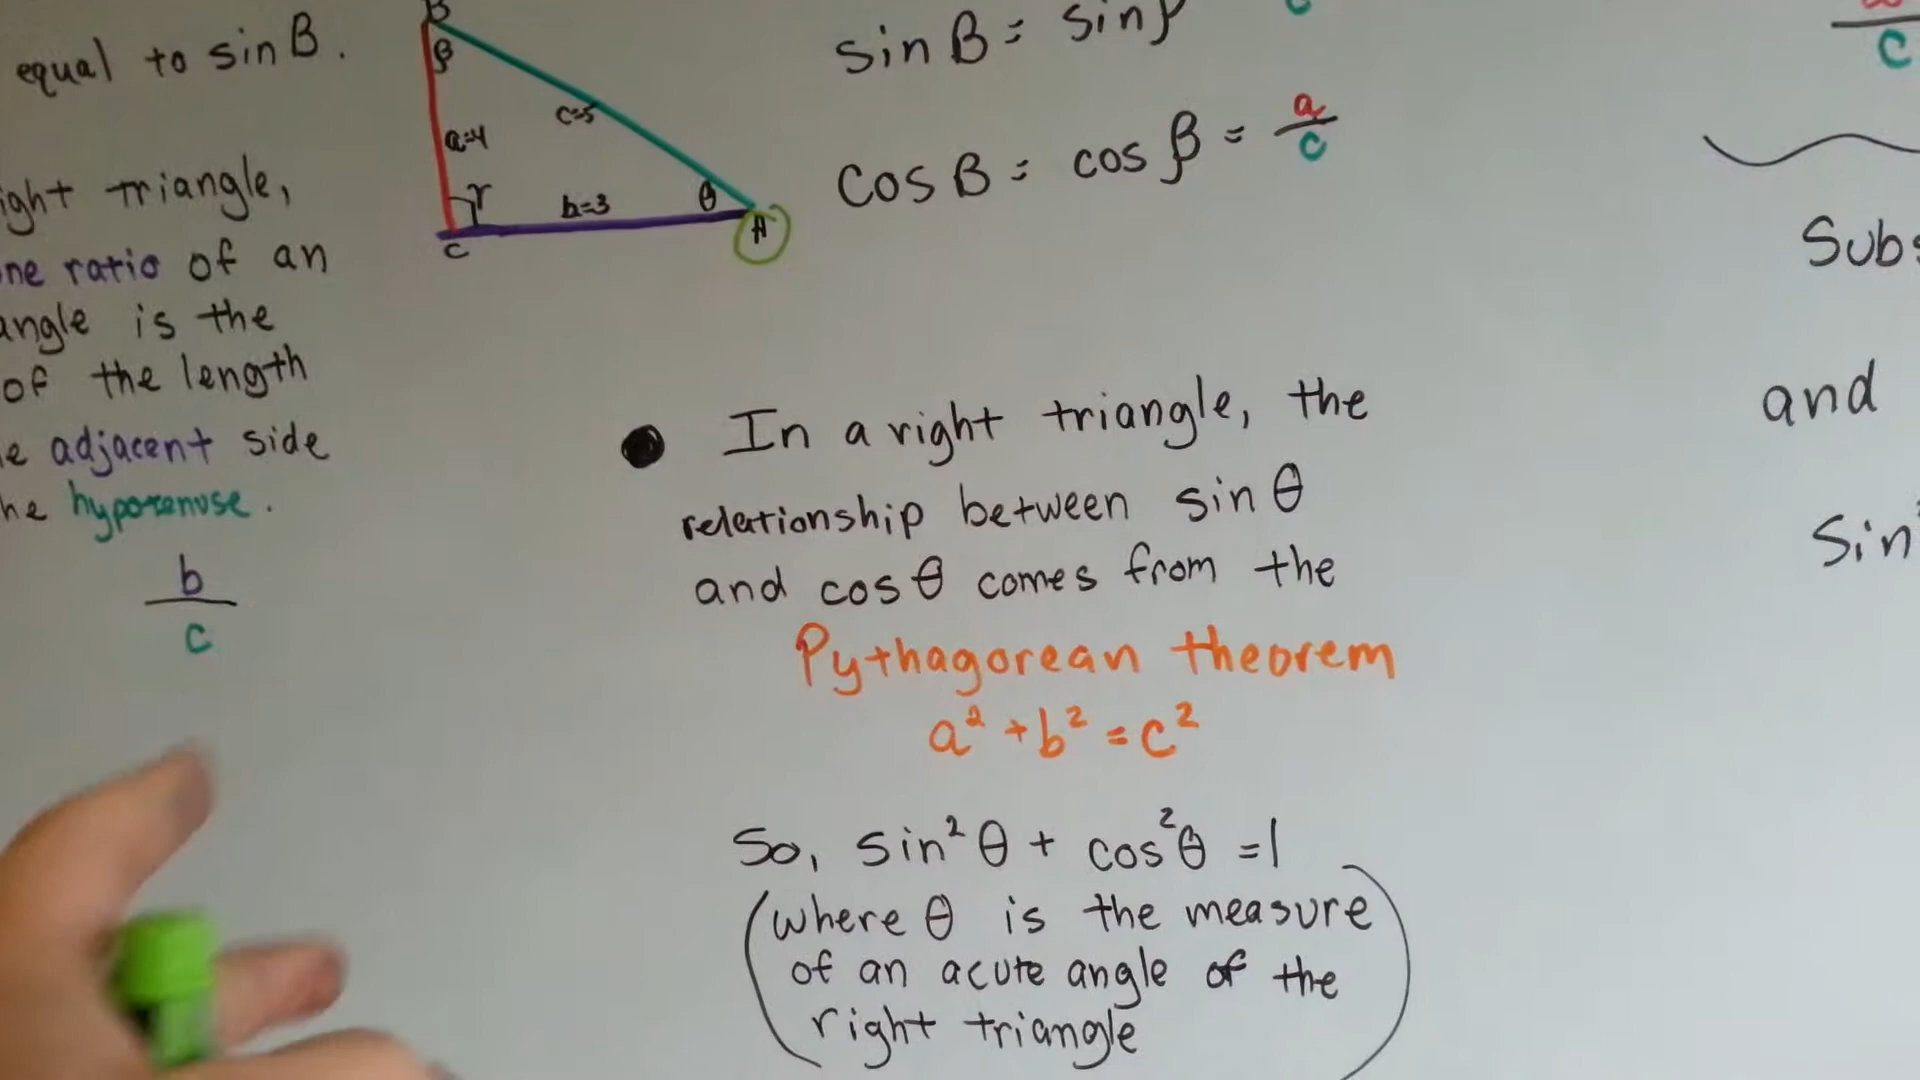 equal to sin B.
ight triangle,
ne ratio of an
angle is the
of the length
e adjacent side
he hypotenuse.
b
c
B
β
a=4
c=5
r
b=3
θ
C
A
sin B = sin β
cos B = cos β = a
c
• In a right triangle, the
relationship between sin θ
and cos θ comes from the
Pythagorean theorem
a² + b² = c²
So, sin² θ + cos² θ = 1
(where θ is the measure
of an acute angle of the
right triangle)
c
Subs
and
Sin